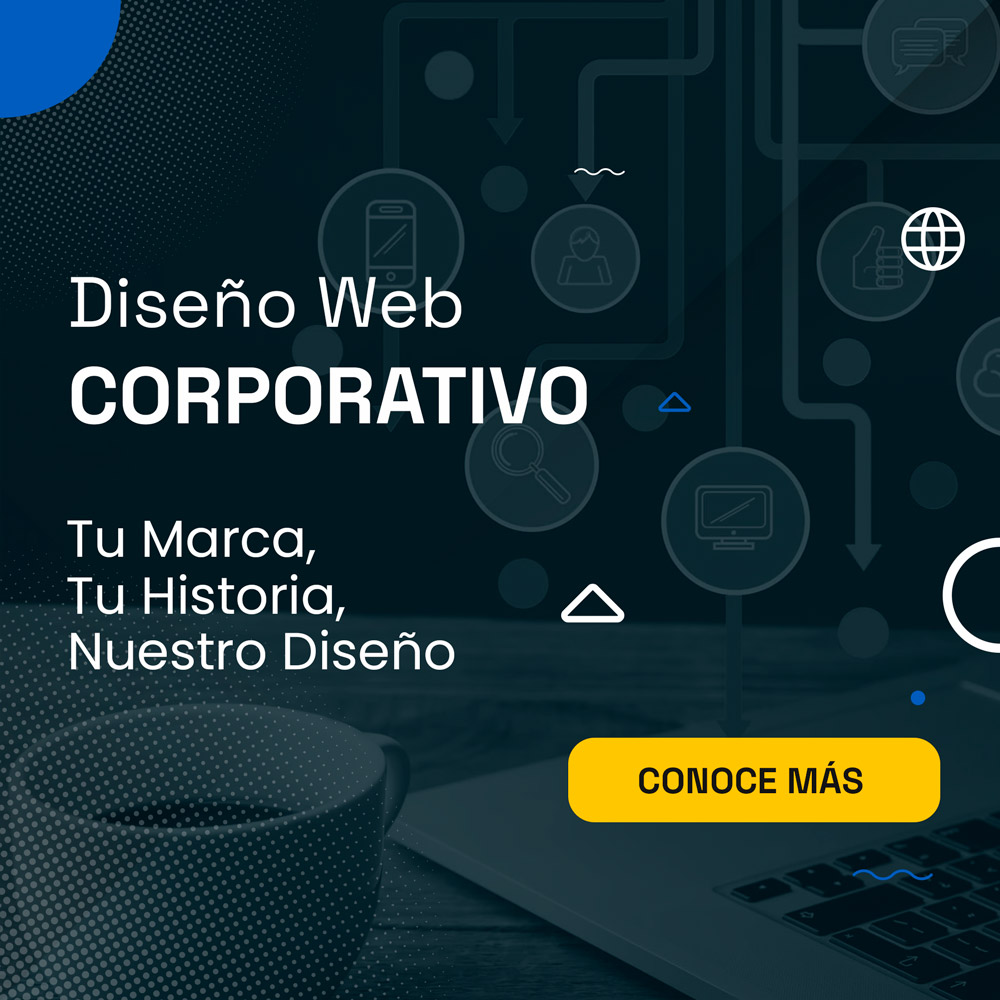 Diseño Web
CORPORATIVO
Tu Marca,
Tu Historia,
Nuestro Diseño
CONOCE MÁS